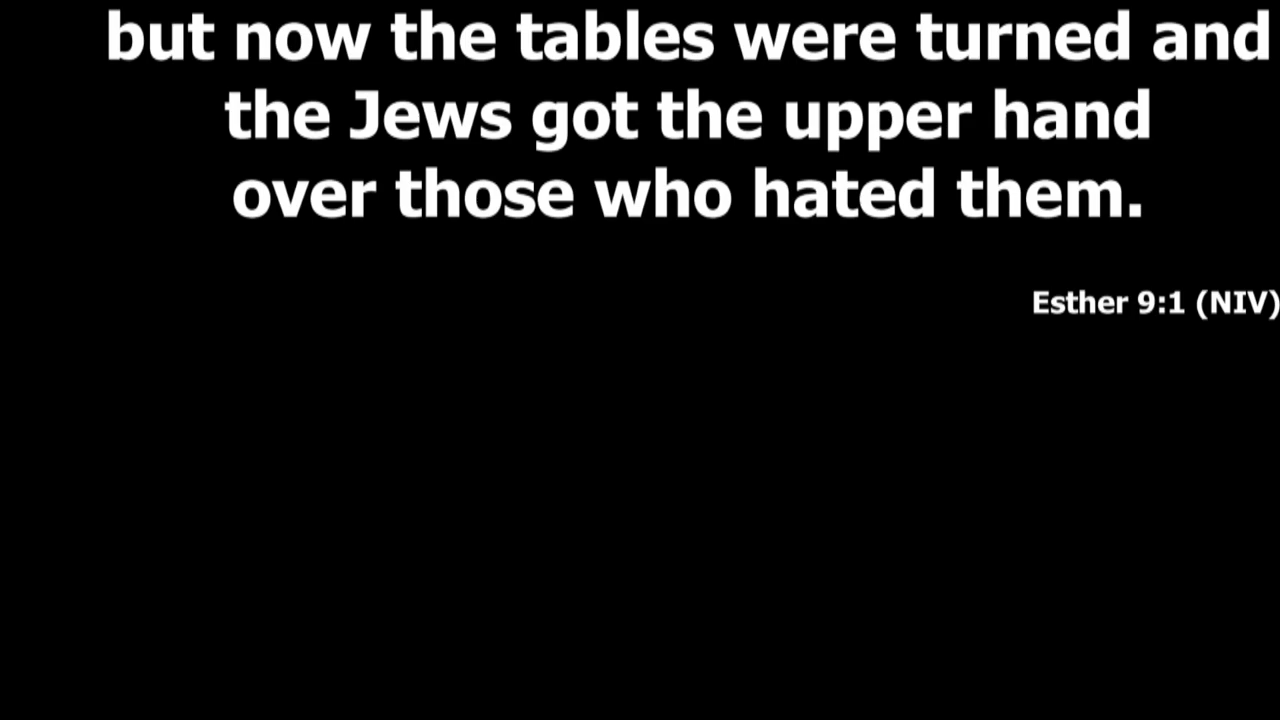 but now the tables were turned and
the Jews got the upper hand
over those who hated them.
Esther 9:1 (NIV)